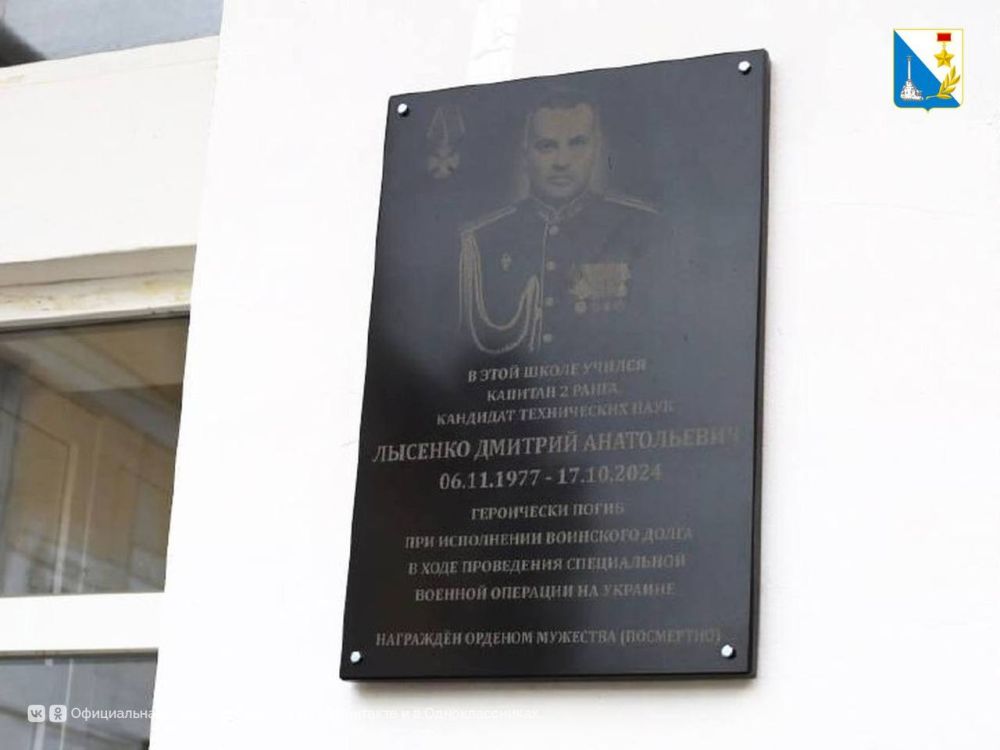 В ЭТОЙ ШКОЛЕ УЧИЛСЯ
КАПИТАН 2 РАНГА,
КАНДИДАТ ТЕХНИЧЕСКИХ НАУК
ЛЫСЕНКО ДМИТРИЙ АНАТОЛЬЕВИЧ
06.11.1977 - 17.10.2024
ГЕРОИЧЕСКИ ПОГИБ
ПРИ ИСПОЛНЕНИИ ВОИНСКОГО ДОЛГА
В ХОДЕ ПРОВЕДЕНИЯ СПЕЦИАЛЬНОЙ
ВОЕННОЙ ОПЕРАЦИИ НА УКРАИНЕ
НАГРАЖДЁН ОРДЕНОМ МУЖЕСТВА (ПОСМЕРТНО)
и в Одноклассниках